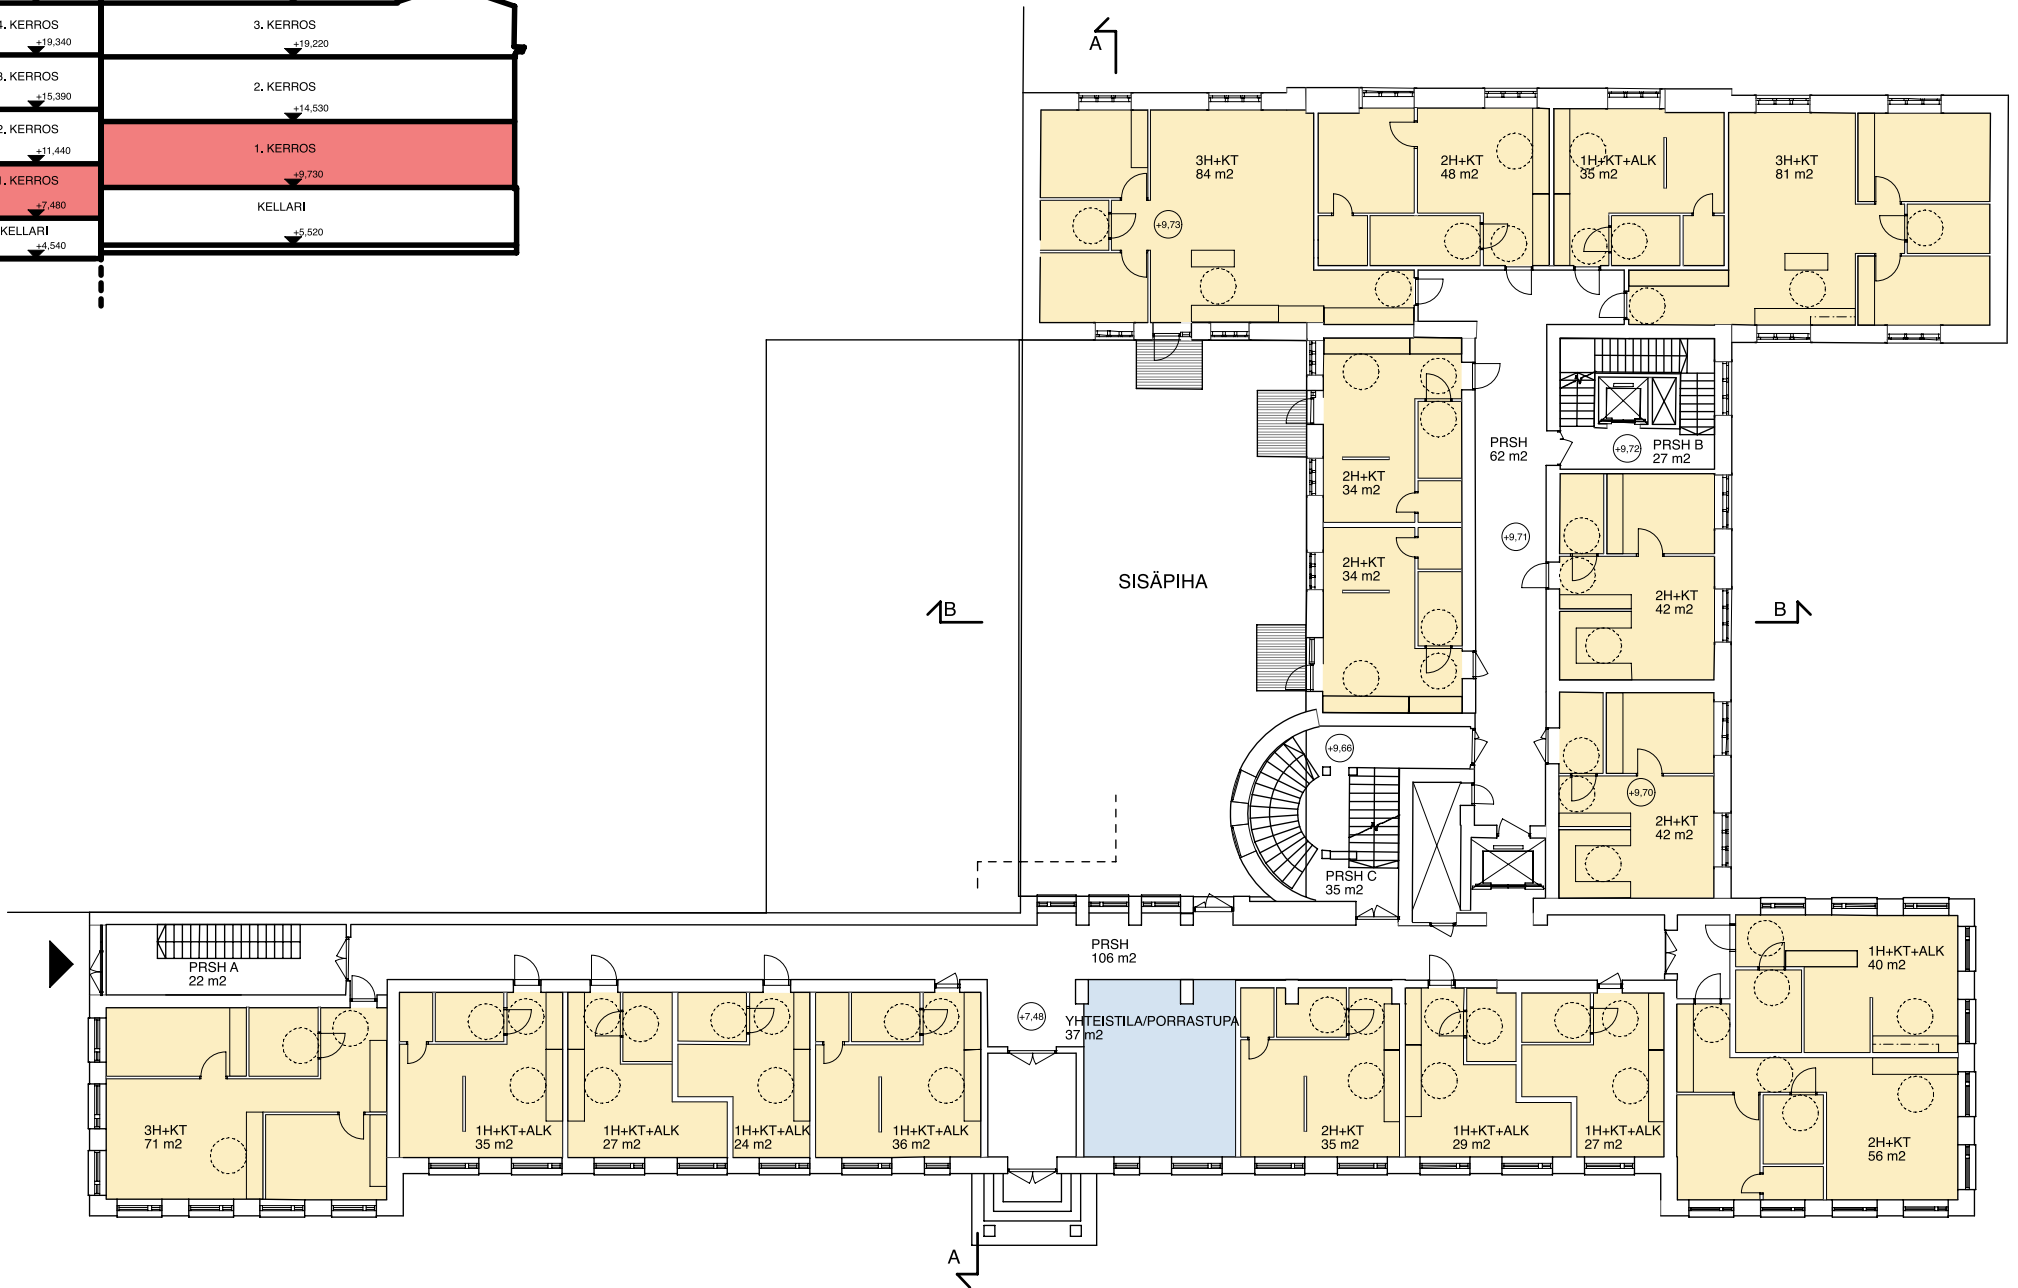 4. KERROS
+19,340
3. KERROS
+15,390
2. KERROS
+11,440
1. KERROS
+7,480
KELLARI
+4,540
3. KERROS
+19,220
2. KERROS
+14,530
1. KERROS
+9,730
KELLARI
+5,520
A
3H+KT
84 m2
+9,73
2H+KT
48 m2
1H+KT+ALK
35 m2
3H+KT
81 m2
2H+KT
34 m2
PRSH
62 m2
+9,72
PRSH B
27 m2
+9,71
2H+KT
34 m2
SISÄPIHA
2H+KT
42 m2
B
B
+9,66
+9,70
2H+KT
42 m2
PRSH C
35 m2
PRSH A
22 m2
PRSH
106 m2
1H+KT+ALK
40 m2
+7,48
YHTEISTILA/PORRASTUPA
37 m2
3H+KT
71 m2
1H+KT+ALK
35 m2
1H+KT+ALK
27 m2
1H+KT+ALK
24 m2
1H+KT+ALK
36 m2
2H+KT
35 m2
1H+KT+ALK
29 m2
1H+KT+ALK
27 m2
2H+KT
56 m2
A